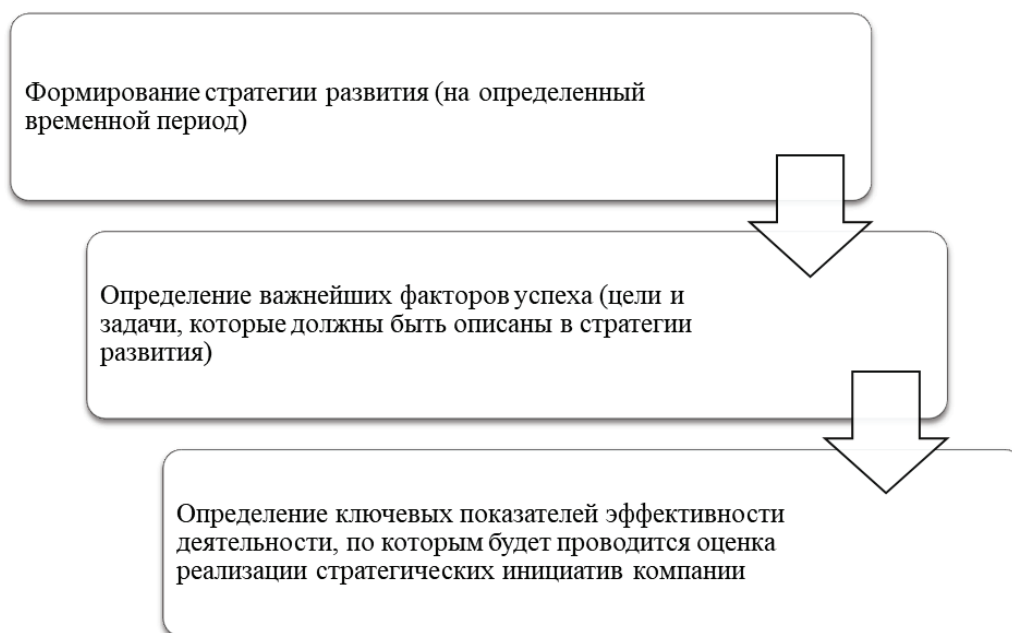 Формирование стратегии развития (на определенный
временной период)
Определение важнейших факторов успеха (цели и
задачи, которые должны быть описаны в стратегии
развития)
Определение ключевых показателей эффективности
деятельности, по которым будет проводится оценка
реализации стратегических инициатив компании